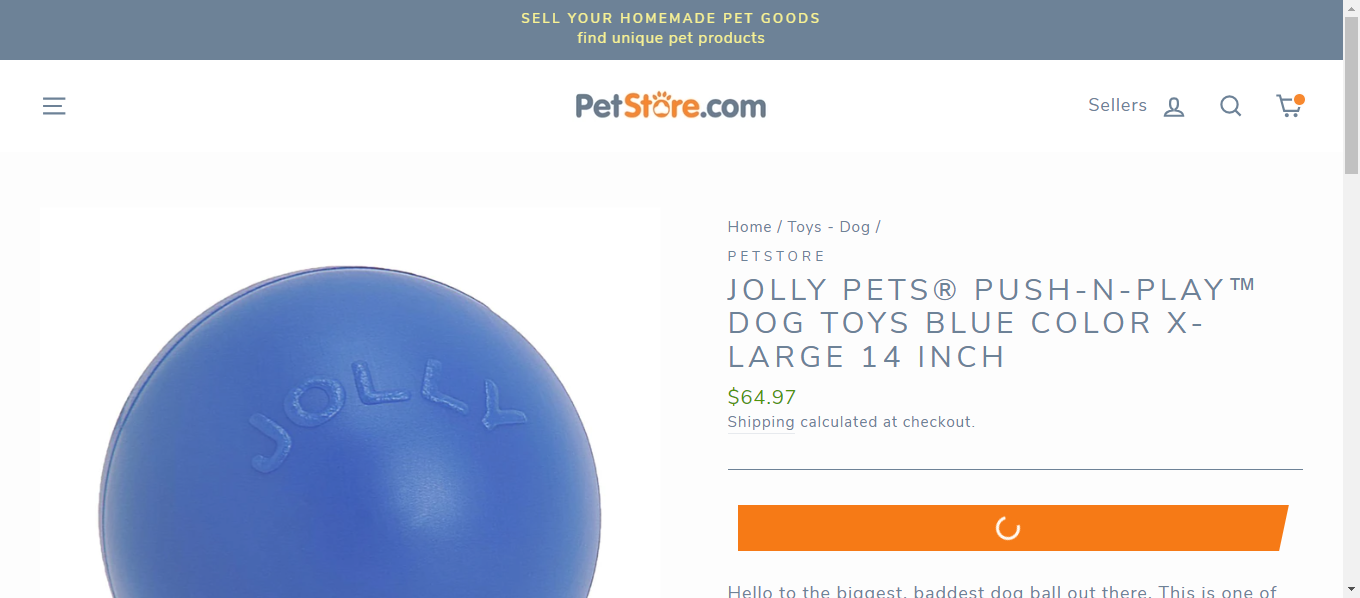 SELL YOUR HOMEMADE PET GOODS
find unique pet products
PetStore.com
Sellers
Home / Toys - Dog /
PETSTORE
JOLLY PETS® PUSH-N-PLAY™
DOG TOYS BLUE COLOR X-
LARGE 14 INCH
$64.97
Shipping calculated at checkout.
JOLLY
Hello to the biggest, baddest dog ball out there. This is one of